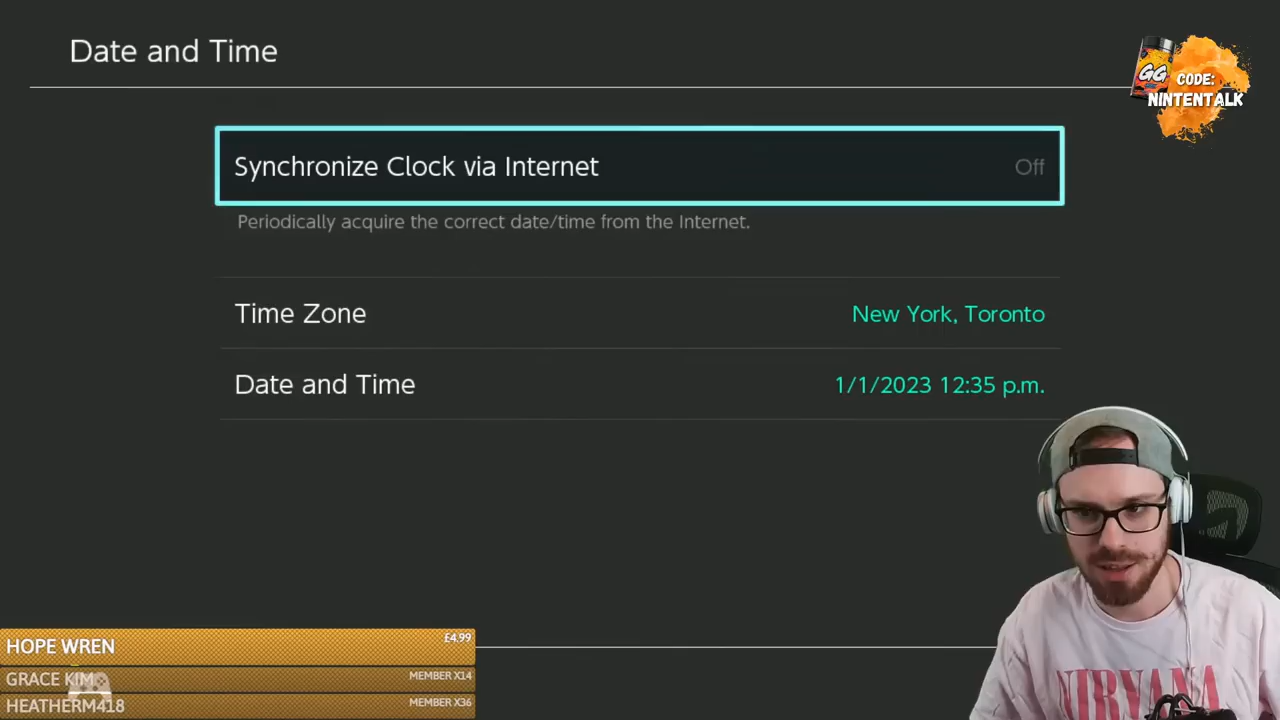 Date and Time
GG
CODE:
NINTENTALK
Synchronize Clock via Internet Off
Periodically acquire the correct date/time from the Internet.
Time Zone New York, Toronto
Date and Time 1/1/2023 12:35 p.m.
HOPE WREN £4.99
GRACE KIM MEMBER X14
HEATHERM418 MEMBER X36
NIRVANA